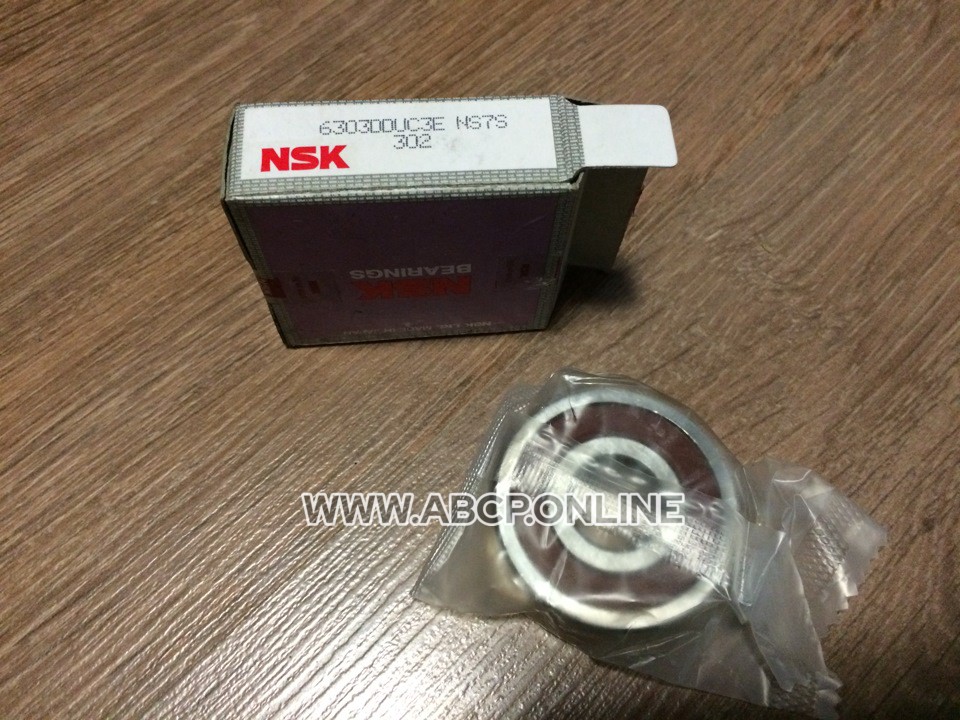 6303DDUC3E NS7S
302
NSK
BEARINGS
NSK
WWW.ABCP.ONLINE